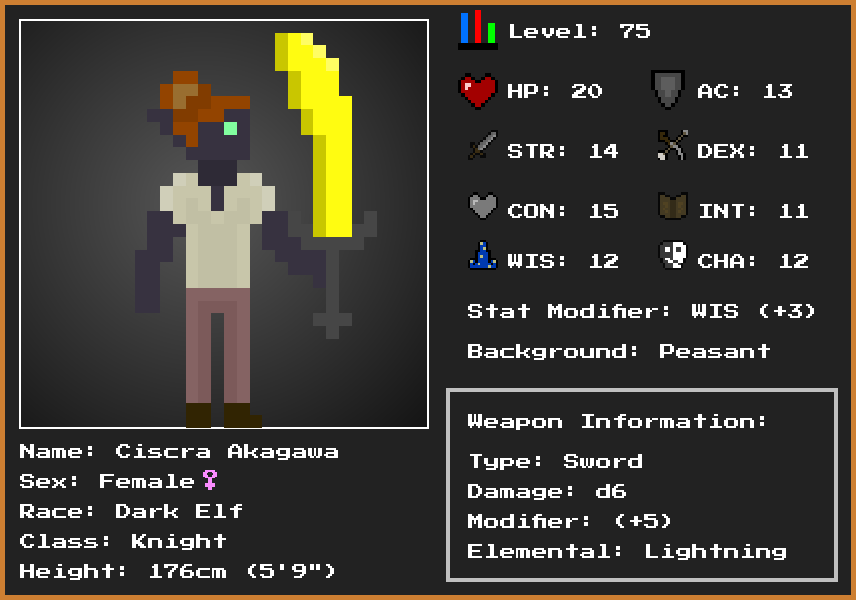 Level: 75
HP: 20
AC: 13
STR: 14
DEX: 11
CON: 15
INT: 11
WIS: 12
CHA: 12
Stat Modifier: WIS (+3)
Background: Peasant
Weapon Information:
Type: Sword
Damage: d6
Modifier: (+5)
Elemental: Lightning
Name: Ciscra Akagawa
Sex: Female♀
Race: Dark Elf
Class: Knight
Height: 176cm (5'9")